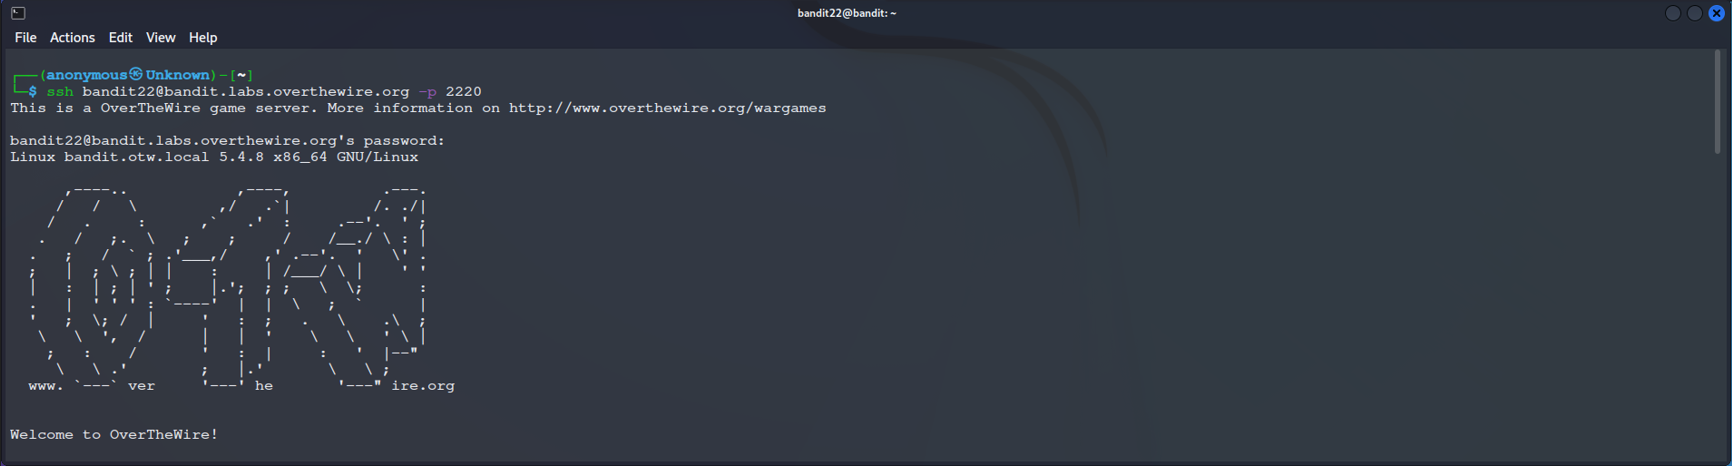 bandit22@bandit: ~
File Actions Edit View Help
┌──(anonymous㉿Unknown)-[~]
└─$ ssh bandit22@bandit.labs.overthewire.org -p 2220
This is a OverTheWire game server. More information on http://www.overthewire.org/wargames
bandit22@bandit.labs.overthewire.org's password:
Linux bandit.otw.local 5.4.8 x86_64 GNU/Linux
www. `---` ver '---' he '---" ire.org
Welcome to OverTheWire!